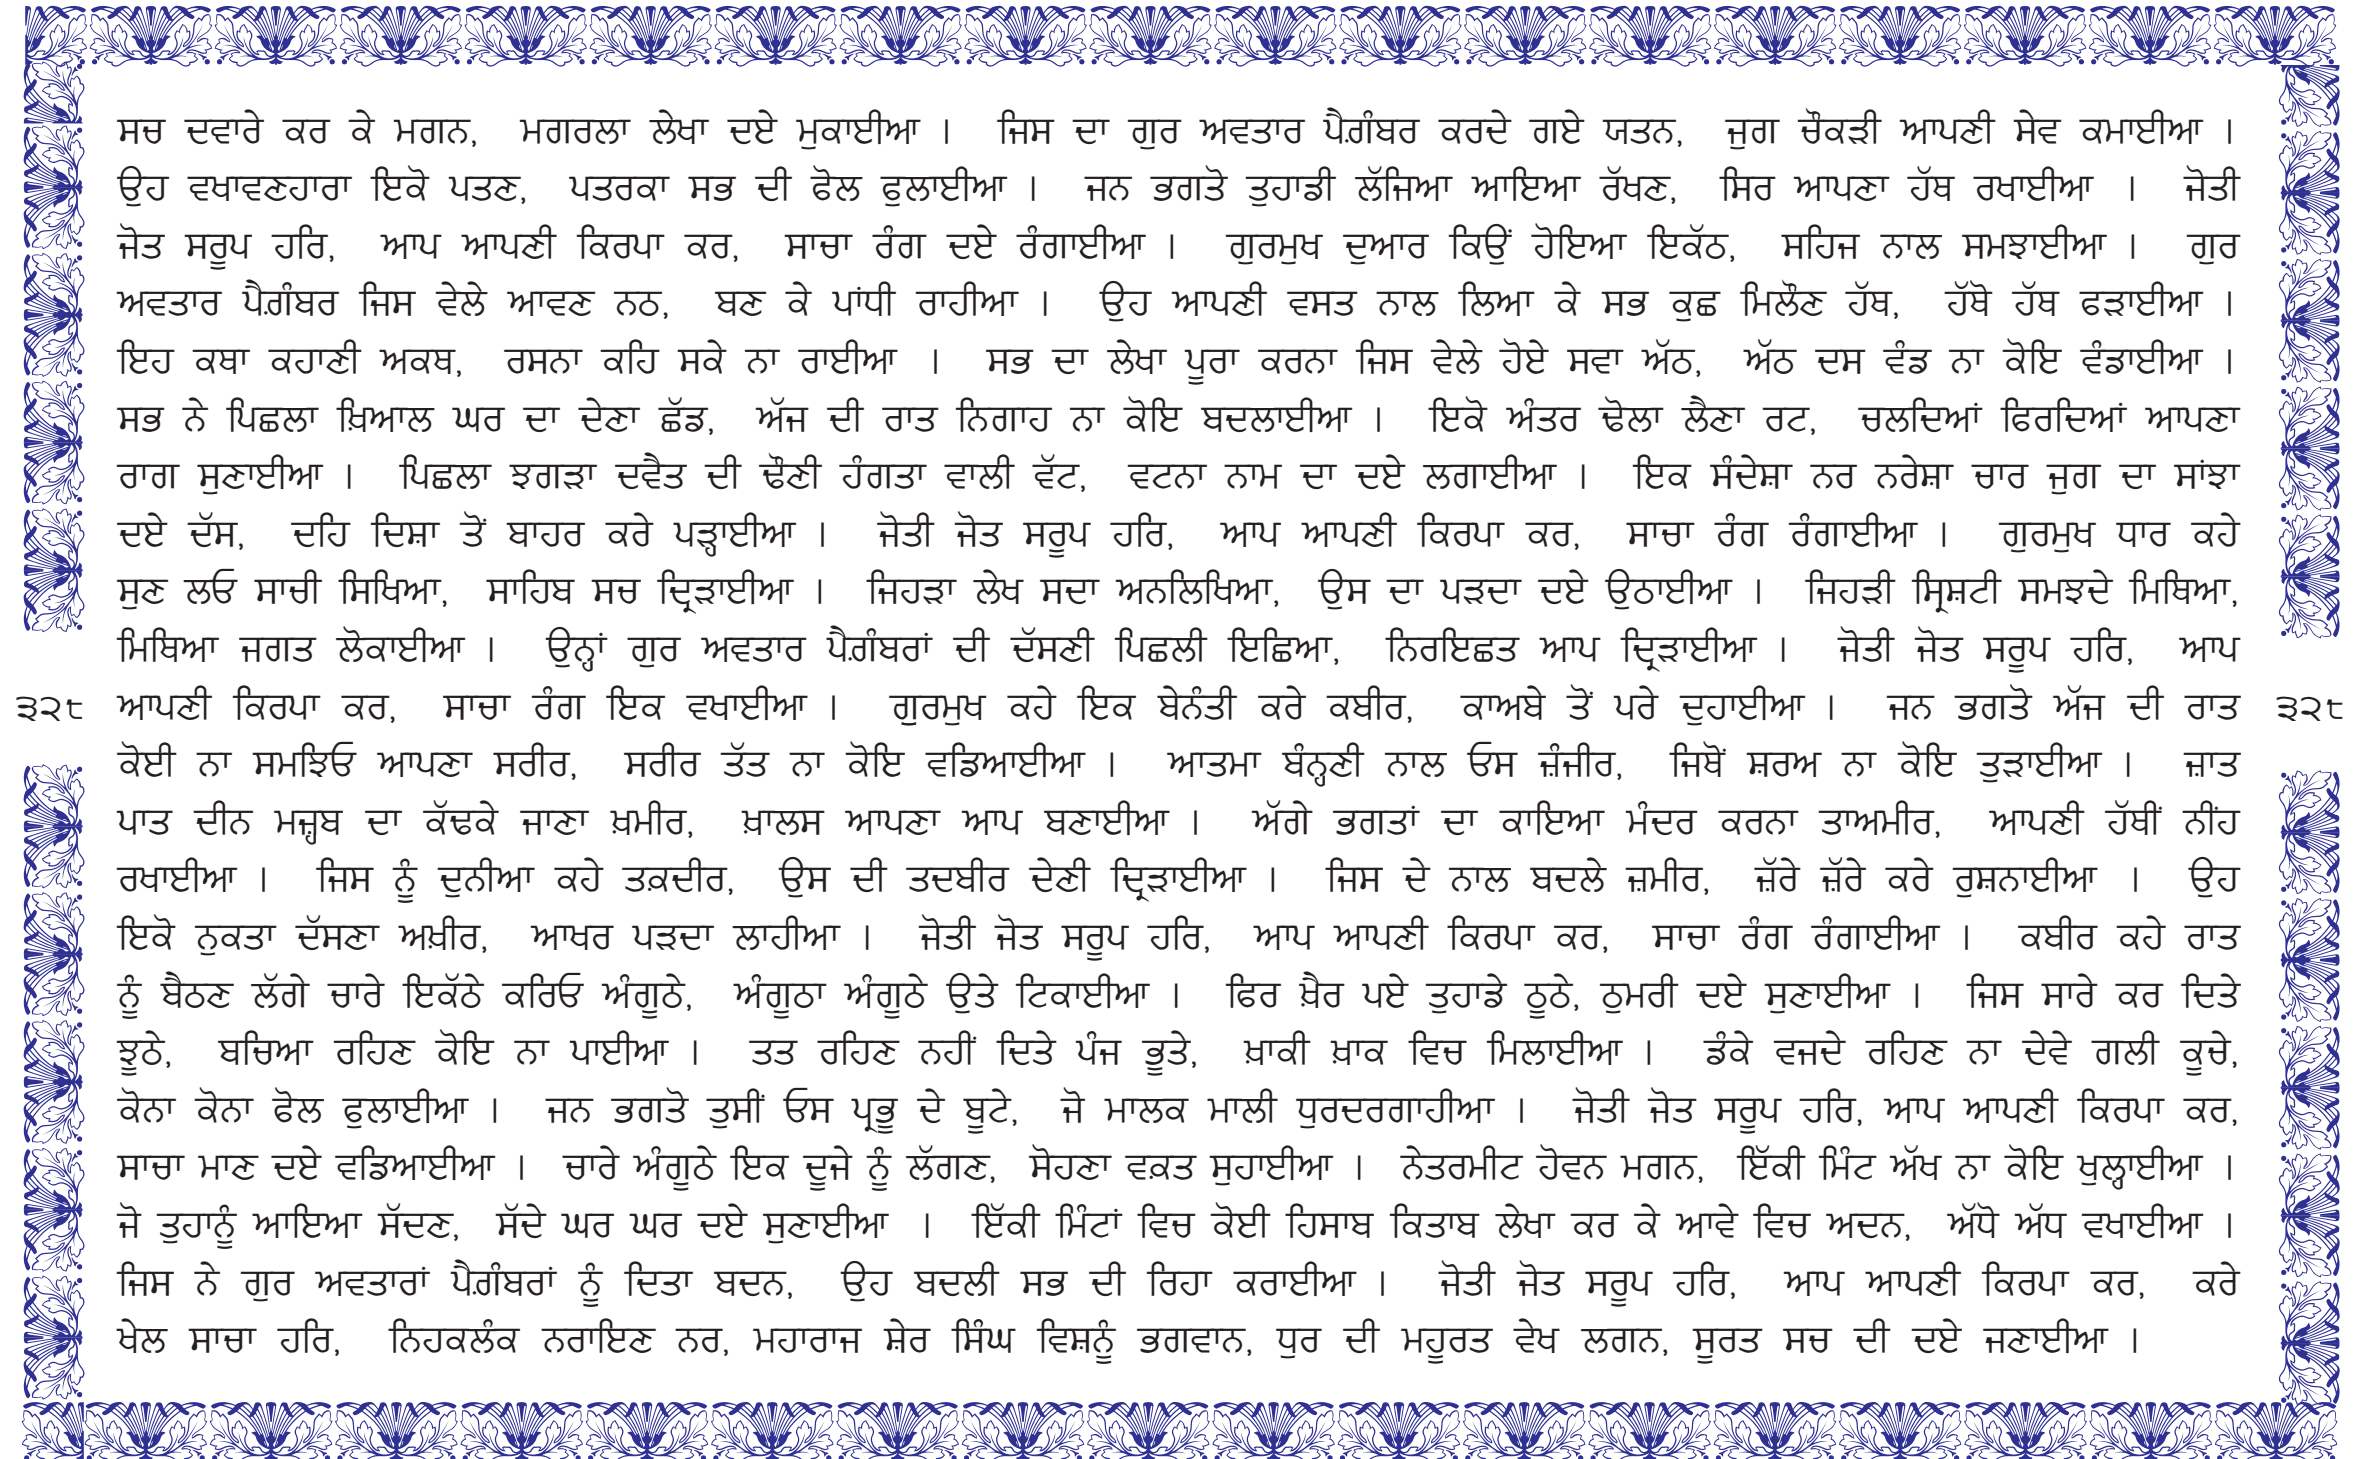 ਸਚ ਦਵਾਰੇ ਕਰ ਕੇ ਮਗਨ, ਮਗਰਲਾ ਲੇਖਾ ਦਏ ਮੁਕਾਈਆ । ਜਿਸ ਦਾ ਗੁਰ ਅਵਤਾਰ ਪੈਗ਼ੰਬਰ ਕਰਦੇ ਗਏ ਯਤਨ, ਜੁਗ ਚੌਕੜੀ ਆਪਣੀ ਸੇਵ ਕਮਾਈਆ ।
ਉਹ ਵਖਾਵਣਹਾਰਾ ਇਕੋ ਪਤਣ, ਪਤਰਕਾ ਸਭ ਦੀ ਫੋਲ ਫੁਲਾਈਆ । ਜਨ ਭਗਤੋ ਤੁਹਾਡੀ ਲੱਜਿਆ ਆਇਆ ਰੱਖਣ, ਸਿਰ ਆਪਣਾ ਹੱਥ ਰਖਾਈਆ । ਜੋਤੀ
ਜੋਤ ਸਰੂਪ ਹਰਿ, ਆਪ ਆਪਣੀ ਕਿਰਪਾ ਕਰ, ਸਾਚਾ ਰੰਗ ਦਏ ਰੰਗਾਈਆ । ਗੁਰਮੁਖ ਦੁਆਰ ਕਿਉਂ ਹੋਇਆ ਇਕੱਠ, ਸਹਿਜ ਨਾਲ ਸਮਝਾਈਆ । ਗੁਰ
ਅਵਤਾਰ ਪੈਗ਼ੰਬਰ ਜਿਸ ਵੇਲੇ ਆਵਣ ਨਠ, ਬਣ ਕੇ ਪਾਂਧੀ ਰਾਹੀਆ । ਉਹ ਆਪਣੀ ਵਸਤ ਨਾਲ ਲਿਆ ਕੇ ਸਭ ਕੁਛ ਮਿਲੌਣ ਹੱਥ, ਹੱਥੋ ਹੱਥ ਫੜਾਈਆ ।
ਇਹ ਕਥਾ ਕਹਾਣੀ ਅਕਥ, ਰਸਨਾ ਕਹਿ ਸਕੇ ਨਾ ਰਾਈਆ । ਸਭ ਦਾ ਲੇਖਾ ਪੂਰਾ ਕਰਨਾ ਜਿਸ ਵੇਲੇ ਹੋਏ ਸਵਾ ਅੱਠ, ਅੱਠ ਦਸ ਵੰਡ ਨਾ ਕੋਇ ਵੰਡਾਈਆ ।
ਸਭ ਨੇ ਪਿਛਲਾ ਖ਼ਿਆਲ ਘਰ ਦਾ ਦੇਣਾ ਛੱਡ, ਅੱਜ ਦੀ ਰਾਤ ਨਿਗਾਹ ਨਾ ਕੋਇ ਬਦਲਾਈਆ । ਇਕੋ ਅੰਤਰ ਢੋਲਾ ਲੈਣਾ ਰਟ, ਚਲਦਿਆਂ ਫਿਰਦਿਆਂ ਆਪਣਾ
ਰਾਗ ਸੁਣਾਈਆ । ਪਿਛਲਾ ਝਗੜਾ ਦਵੈਤ ਦੀ ਢੌਣੀ ਹੰਗਤਾ ਵਾਲੀ ਵੱਟ, ਵਟਨਾ ਨਾਮ ਦਾ ਦਏ ਲਗਾਈਆ । ਇਕ ਸੰਦੇਸ਼ਾ ਨਰ ਨਰੇਸ਼ਾ ਚਾਰ ਜੁਗ ਦਾ ਸਾਂਝਾ
ਦਏ ਦੱਸ, ਦਹਿ ਦਿਸ਼ਾ ਤੋਂ ਬਾਹਰ ਕਰੇ ਪੜ੍ਹਾਈਆ । ਜੋਤੀ ਜੋਤ ਸਰੂਪ ਹਰਿ, ਆਪ ਆਪਣੀ ਕਿਰਪਾ ਕਰ, ਸਾਚਾ ਰੰਗ ਰੰਗਾਈਆ । ਗੁਰਮੁਖ ਧਾਰ ਕਹੇ
ਸੁਣ ਲਓ ਸਾਚੀ ਸਿਖਿਆ, ਸਾਹਿਬ ਸਚ ਦ੍ਰਿੜਾਈਆ । ਜਿਹੜਾ ਲੇਖ ਸਦਾ ਅਨਲਿਖਿਆ, ਉਸ ਦਾ ਪੜਦਾ ਦਏ ਉਠਾਈਆ । ਜਿਹੜੀ ਸ੍ਰਿਸ਼ਟੀ ਸਮਝਦੇ ਮਿਥਿਆ,
ਮਿਥਿਆ ਜਗਤ ਲੋਕਾਈਆ । ਉਨ੍ਹਾਂ ਗੁਰ ਅਵਤਾਰ ਪੈਗ਼ੰਬਰਾਂ ਦੀ ਦੱਸਣੀ ਪਿਛਲੀ ਇਛਿਆ, ਨਿਰਇਛਤ ਆਪ ਦ੍ਰਿੜਾਈਆ । ਜੋਤੀ ਜੋਤ ਸਰੂਪ ਹਰਿ, ਆਪ
੩੨੮ ਆਪਣੀ ਕਿਰਪਾ ਕਰ, ਸਾਚਾ ਰੰਗ ਇਕ ਵਖਾਈਆ । ਗੁਰਮੁਖ ਕਹੇ ਇਕ ਬੇਨੰਤੀ ਕਰੇ ਕਬੀਰ, ਕਾਅਬੇ ਤੋਂ ਪਰੇ ਦੁਹਾਈਆ । ਜਨ ਭਗਤੋ ਅੱਜ ਦੀ ਰਾਤ ੩੨੮
ਕੋਈ ਨਾ ਸਮਝਿਓ ਆਪਣਾ ਸਰੀਰ, ਸਰੀਰ ਤੱਤ ਨਾ ਕੋਇ ਵਡਿਆਈਆ । ਆਤਮਾ ਬੰਨ੍ਹਣੀ ਨਾਲ ਓਸ ਜ਼ੰਜੀਰ, ਜਿਥੋਂ ਸ਼ਰਅ ਨਾ ਕੋਇ ਤੁੜਾਈਆ । ਜ਼ਾਤ
ਪਾਤ ਦੀਨ ਮਜ਼੍ਹਬ ਦਾ ਕੱਢਕੇ ਜਾਣਾ ਖ਼ਮੀਰ, ਖ਼ਾਲਸ ਆਪਣਾ ਆਪ ਬਣਾਈਆ । ਅੱਗੇ ਭਗਤਾਂ ਦਾ ਕਾਇਆ ਮੰਦਰ ਕਰਨਾ ਤਾਅਮੀਰ, ਆਪਣੀ ਹੱਥੀਂ ਨੀਂਹ
ਰਖਾਈਆ । ਜਿਸ ਨੂੰ ਦੁਨੀਆ ਕਹੇ ਤਕ਼ਦੀਰ, ਉਸ ਦੀ ਤਦਬੀਰ ਦੇਣੀ ਦ੍ਰਿੜਾਈਆ । ਜਿਸ ਦੇ ਨਾਲ ਬਦਲੇ ਜ਼ਮੀਰ, ਜ਼ੱਰੇ ਜ਼ੱਰੇ ਕਰੇ ਰੁਸ਼ਨਾਈਆ । ਉਹ
ਇਕੋ ਨੁਕਤਾ ਦੱਸਣਾ ਅਖ਼ੀਰ, ਆਖਰ ਪੜਦਾ ਲਾਹੀਆ । ਜੋਤੀ ਜੋਤ ਸਰੂਪ ਹਰਿ, ਆਪ ਆਪਣੀ ਕਿਰਪਾ ਕਰ, ਸਾਚਾ ਰੰਗ ਰੰਗਾਈਆ । ਕਬੀਰ ਕਹੇ ਰਾਤ
ਨੂੰ ਬੈਠਣ ਲੱਗੇ ਚਾਰੇ ਇਕੱਠੇ ਕਰਿਓ ਅੰਗੂਠੇ, ਅੰਗੂਠਾ ਅੰਗੂਠੇ ਉਤੇ ਟਿਕਾਈਆ । ਫਿਰ ਖ਼ੈਰ ਪਏ ਤੁਹਾਡੇ ਠੂਠੇ, ਠੁਮਰੀ ਦਏ ਸੁਣਾਈਆ । ਜਿਸ ਸਾਰੇ ਕਰ ਦਿਤੇ
ਝੂਠੇ, ਬਚਿਆ ਰਹਿਣ ਕੋਇ ਨਾ ਪਾਈਆ । ਤਤ ਰਹਿਣ ਨਹੀਂ ਦਿਤੇ ਪੰਜ ਭੂਤੇ, ਖ਼ਾਕੀ ਖ਼ਾਕ ਵਿਚ ਮਿਲਾਈਆ । ਡੰਕੇ ਵਜਦੇ ਰਹਿਣ ਨਾ ਦੇਵੇ ਗਲੀ ਕੂਚੇ,
ਕੋਨਾ ਕੋਨਾ ਫੋਲ ਫੁਲਾਈਆ । ਜਨ ਭਗਤੋ ਤੁਸੀਂ ਓਸ ਪ੍ਰਭੂ ਦੇ ਬੂਟੇ, ਜੋ ਮਾਲਕ ਮਾਲੀ ਧੁਰਦਰਗਾਹੀਆ । ਜੋਤੀ ਜੋਤ ਸਰੂਪ ਹਰਿ, ਆਪ ਆਪਣੀ ਕਿਰਪਾ ਕਰ,
ਸਾਚਾ ਮਾਣ ਦਏ ਵਡਿਆਈਆ । ਚਾਰੇ ਅੰਗੂਠੇ ਇਕ ਦੂਜੇ ਨੂੰ ਲੱਗਣ, ਸੋਹਣਾ ਵਕ਼ਤ ਸੁਹਾਈਆ । ਨੇਤਰਮੀਟ ਹੋਵਨ ਮਗਨ, ਇੱਕੀ ਮਿੰਟ ਅੱਖ ਨਾ ਕੋਇ ਖੁਲ੍ਹਾਈਆ ।
ਜੋ ਤੁਹਾਨੂੰ ਆਇਆ ਸੱਦਣ, ਸੱਦੇ ਘਰ ਘਰ ਦਏ ਸੁਣਾਈਆ । ਇੱਕੀ ਮਿੰਟਾਂ ਵਿਚ ਕੋਈ ਹਿਸਾਬ ਕਿਤਾਬ ਲੇਖਾ ਕਰ ਕੇ ਆਵੇ ਵਿਚ ਅਦਨ, ਅੱਧੋ ਅੱਧ ਵਖਾਈਆ ।
ਜਿਸ ਨੇ ਗੁਰ ਅਵਤਾਰਾਂ ਪੈਗ਼ੰਬਰਾਂ ਨੂੰ ਦਿਤਾ ਬਦਨ, ਉਹ ਬਦਲੀ ਸਭ ਦੀ ਰਿਹਾ ਕਰਾਈਆ । ਜੋਤੀ ਜੋਤ ਸਰੂਪ ਹਰਿ, ਆਪ ਆਪਣੀ ਕਿਰਪਾ ਕਰ, ਕਰੇ
ਖੇਲ ਸਾਚਾ ਹਰਿ, ਨਿਹਕਲੰਕ ਨਰਾਇਣ ਨਰ, ਮਹਾਰਾਜ ਸ਼ੇਰ ਸਿੰਘ ਵਿਸ਼ਨੂੰ ਭਗਵਾਨ, ਧੁਰ ਦੀ ਮਹੂਰਤ ਵੇਖ ਲਗਨ, ਸੂਰਤ ਸਚ ਦੀ ਦਏ ਜਣਾਈਆ ।